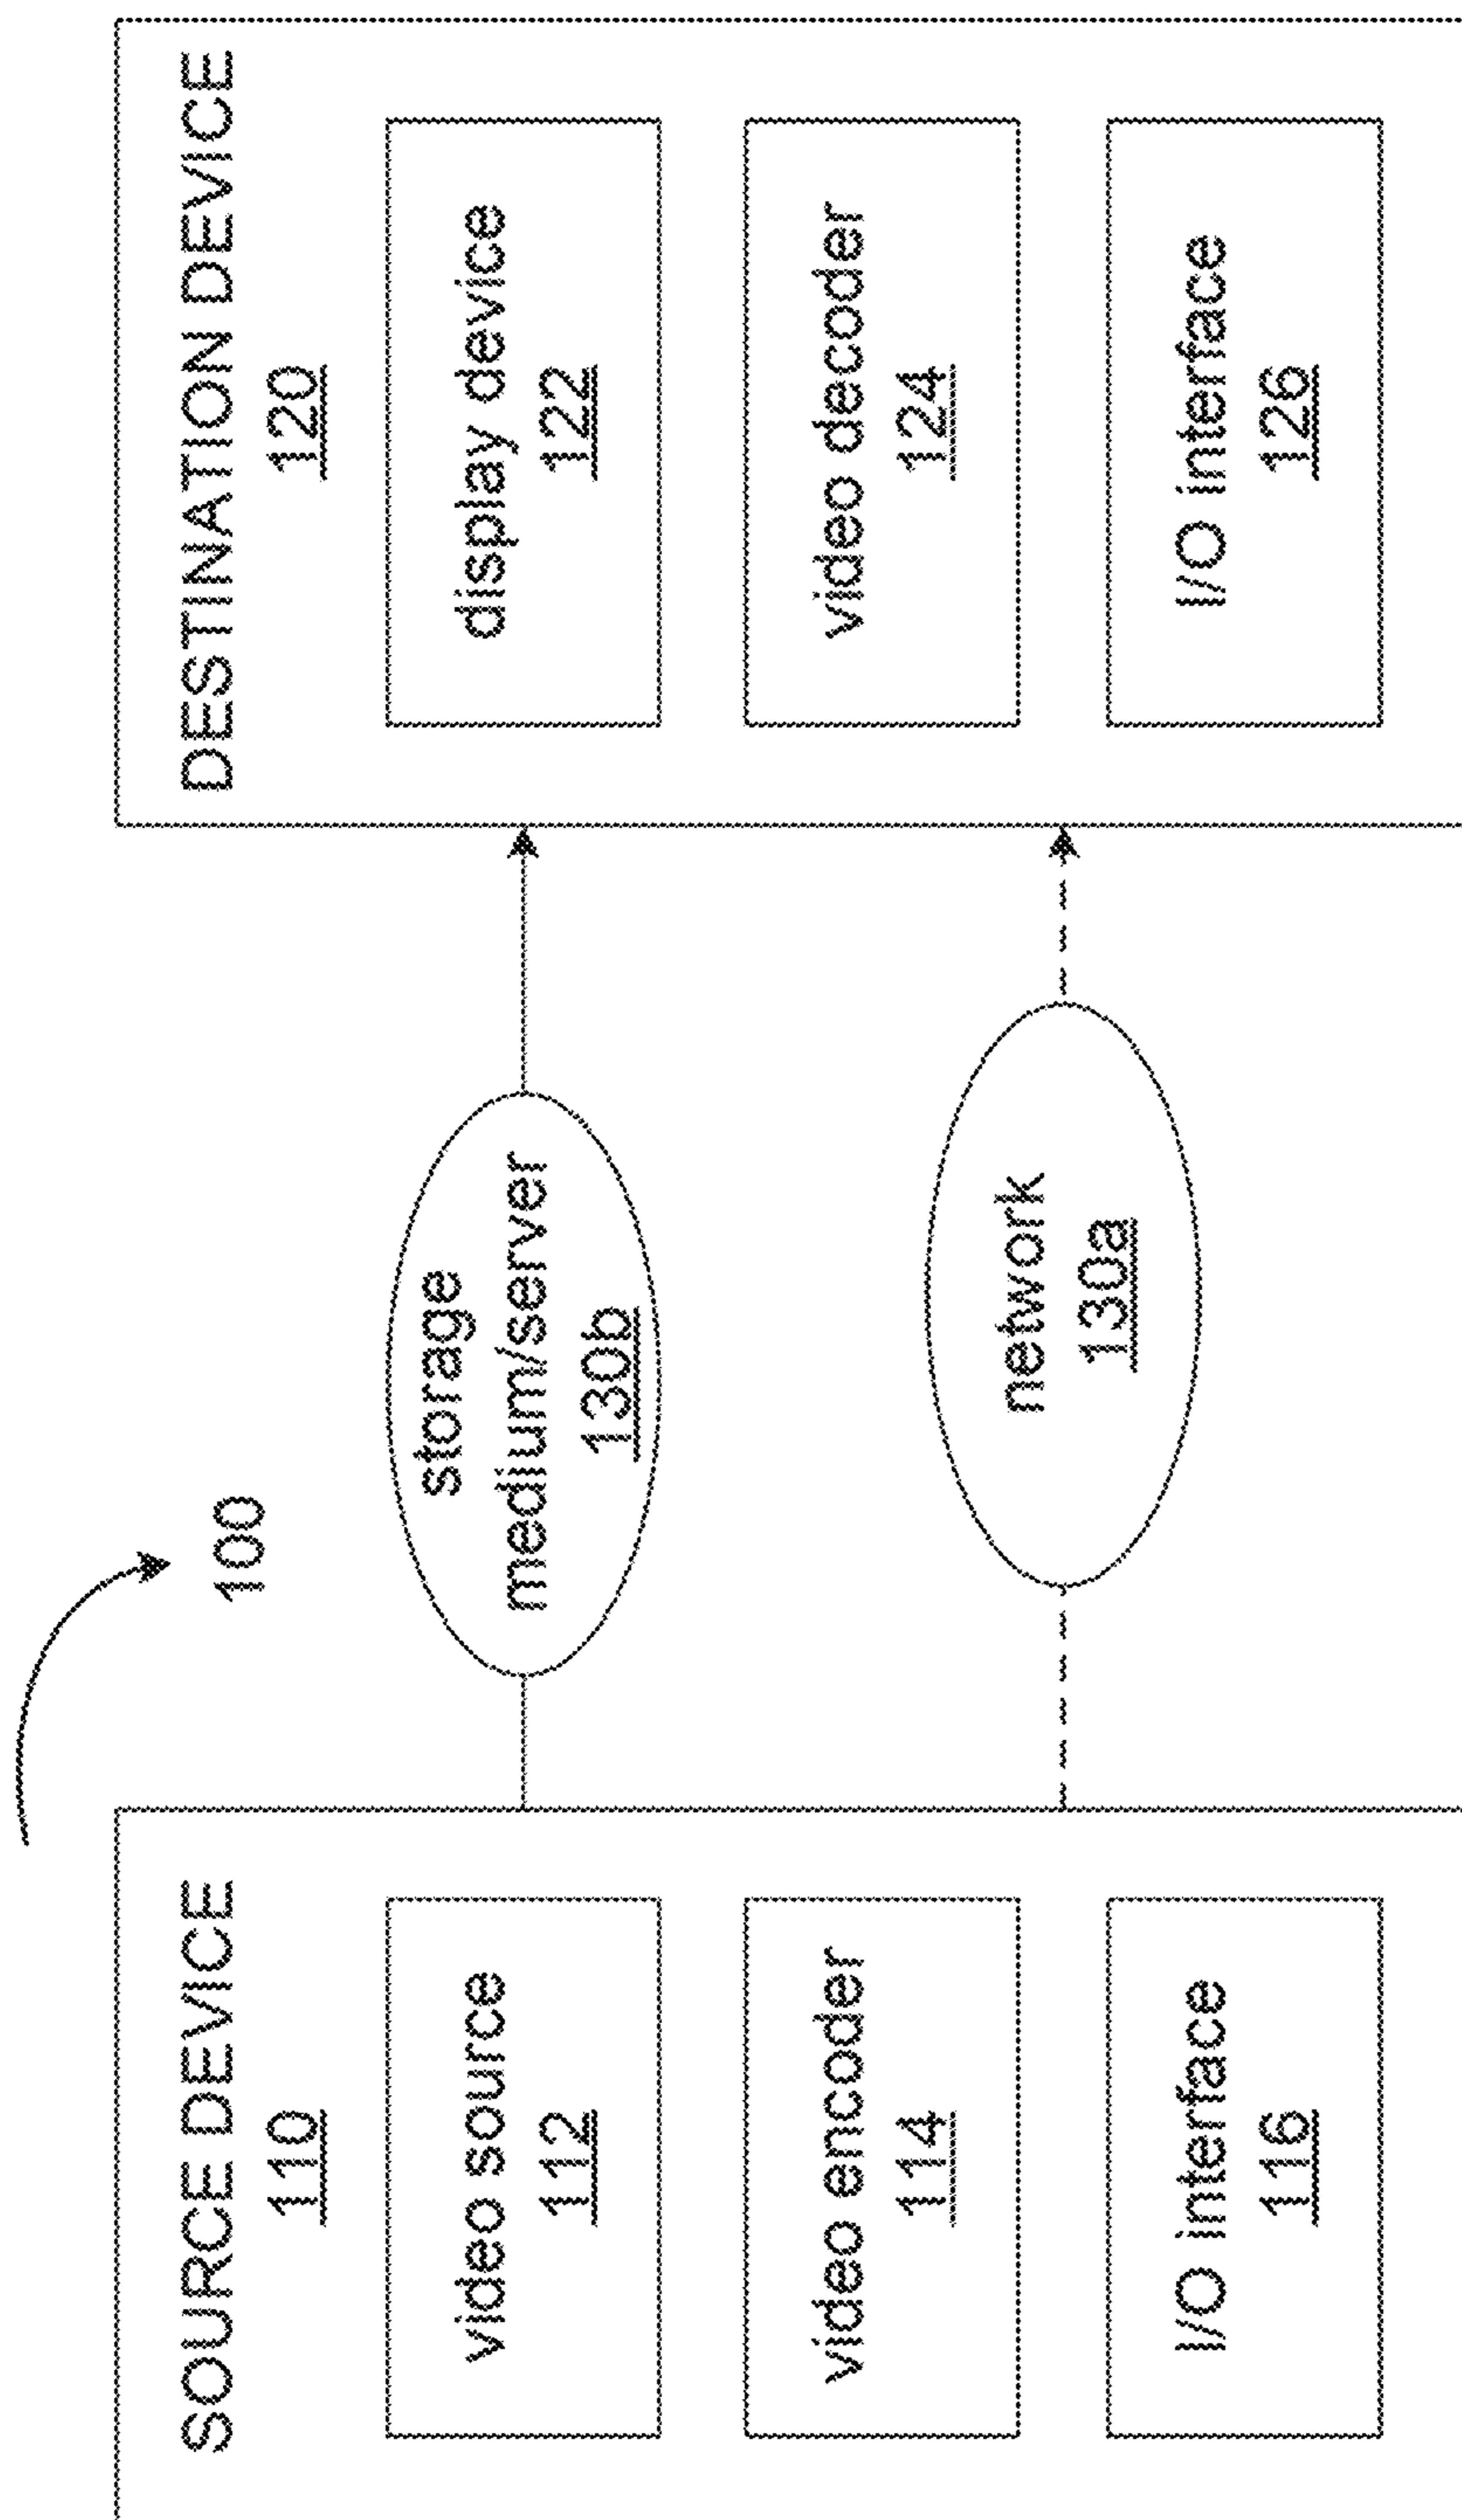 100
SOURCE DEVICE
110
video source
112
video encoder
114
I/O interface
116
storage
medium/server
130b
network
130a
DESTINATION DEVICE
120
display device
122
video decoder
124
I/O interface
126